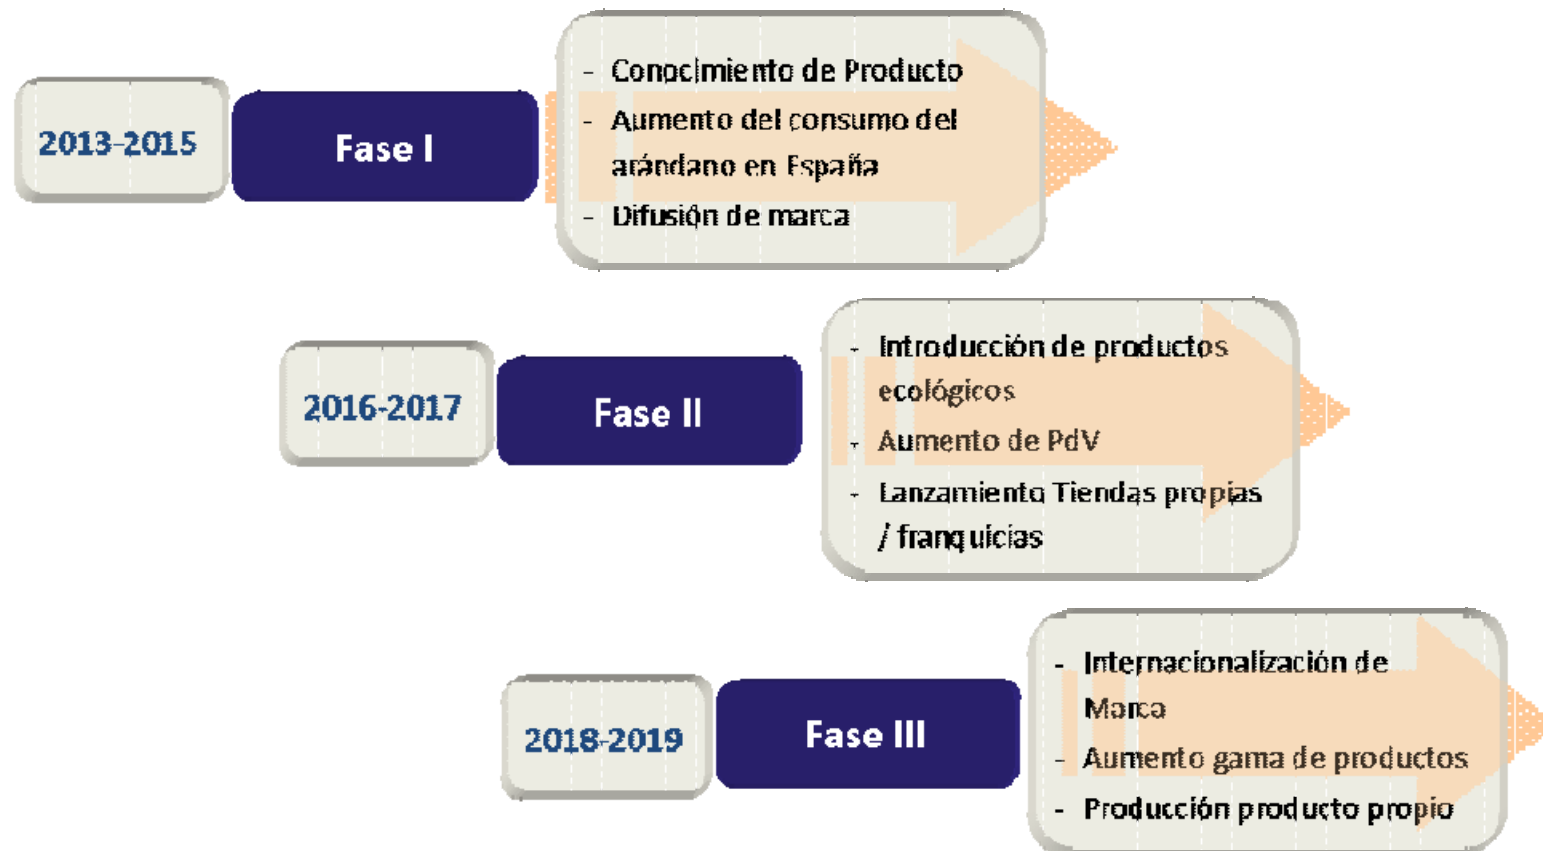 2013-2015
Fase I
- Conocimiento de Producto
- Aumento del consumo del
arándano en España
- Difusión de marca
2016-2017
Fase II
- Introducción de productos
ecológicos
- Aumento de PdV
- Lanzamiento Tiendas propias
/ franquicias
2018-2019
Fase III
- Internacionalización de
Marca
- Aumento gama de productos
- Producción producto propio